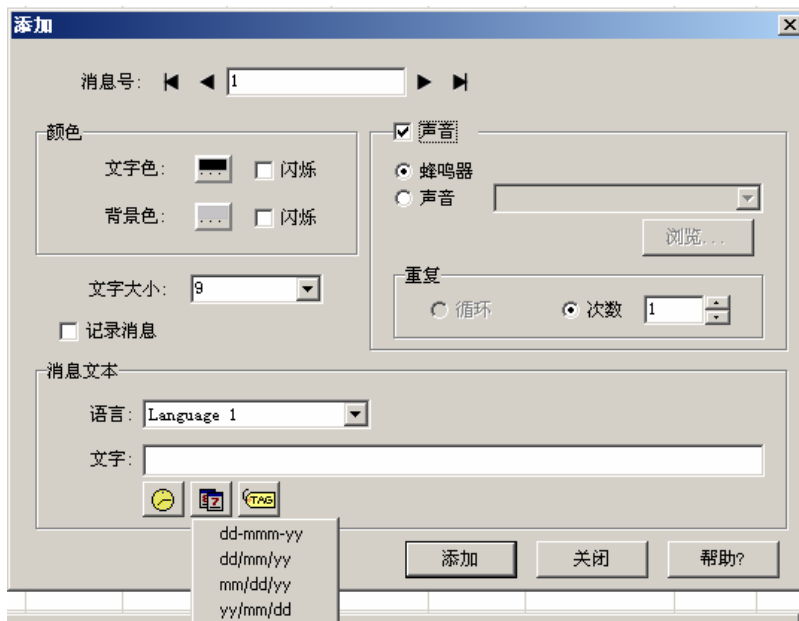 添加
消息号: 1
颜色
文字色: ... 闪烁
背景色: ... 闪烁
声音
蜂鸣器
声音
浏览...
重复
循环 次数 1
文字大小: 9
记录消息
消息文本
语言: Language 1
文字:
TAG
dd-mmm-yy
dd/mm/yy
mm/dd/yy
yy/mm/dd
添加 关闭 帮助?